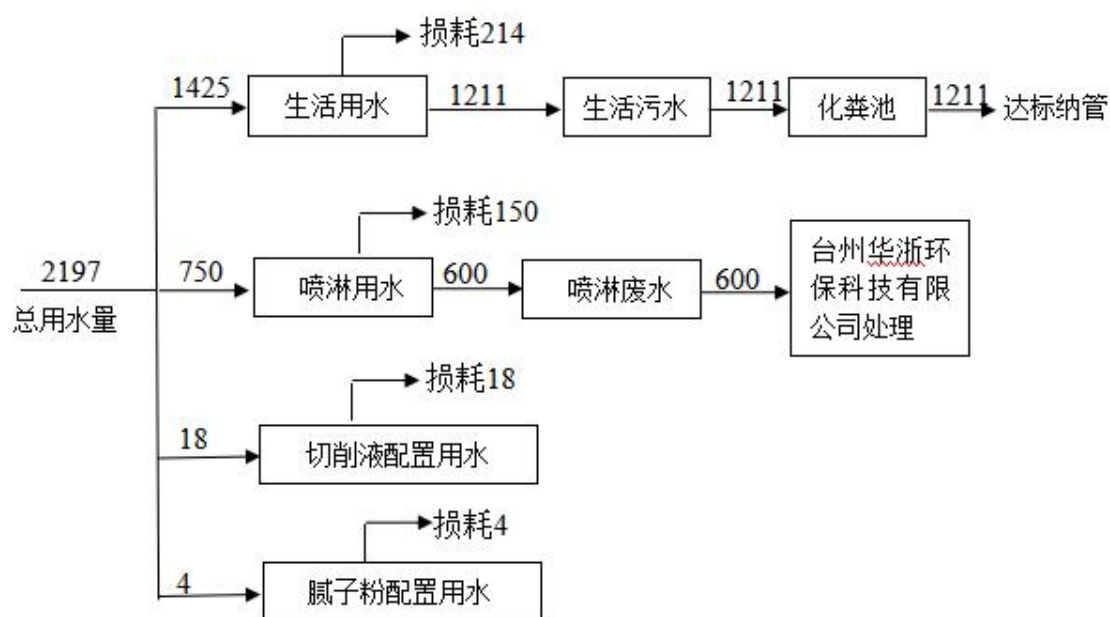 损耗214
1425
生活用水
1211
生活污水
1211
化粪池
1211
达标纳管
损耗150
2197
总用水量
750
喷淋用水
600
喷淋废水
600
台州华浙环
保科技有限
公司处理
损耗18
18
切削液配置用水
损耗4
4
腻子粉配置用水